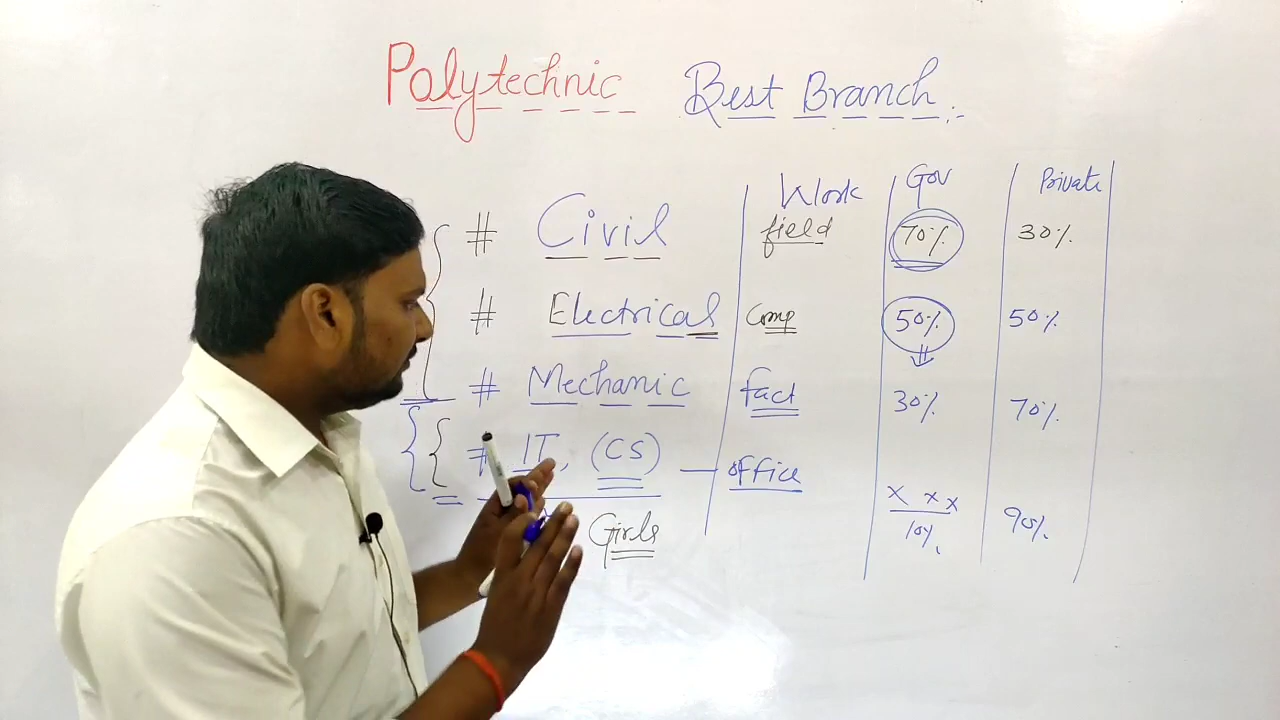 Polytechnic Best Branch.
Work Gov Private
# Civil field 70% 30%
# Electrical Comp 50% 50%
# Mechanic fact 30% 70%
# IT, (CS) — office x x x
10% 90%
Girls